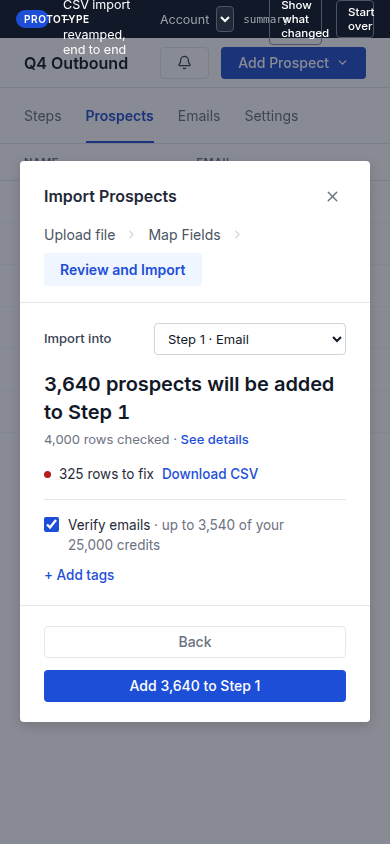 CSV import
PROTOTYPE
revamped,
end to end
Account
summary
Show
what
changed
Start
over
Q4 Outbound
Add Prospect
Steps
Prospects
Emails
Settings
NAME
EMAIL
Import Prospects
Upload file
Map Fields
Review and Import
Import into
Step 1 · Email
3,640 prospects will be added
to Step 1
4,000 rows checked · See details
325 rows to fix Download CSV
Verify emails · up to 3,540 of your
25,000 credits
+ Add tags
Back
Add 3,640 to Step 1